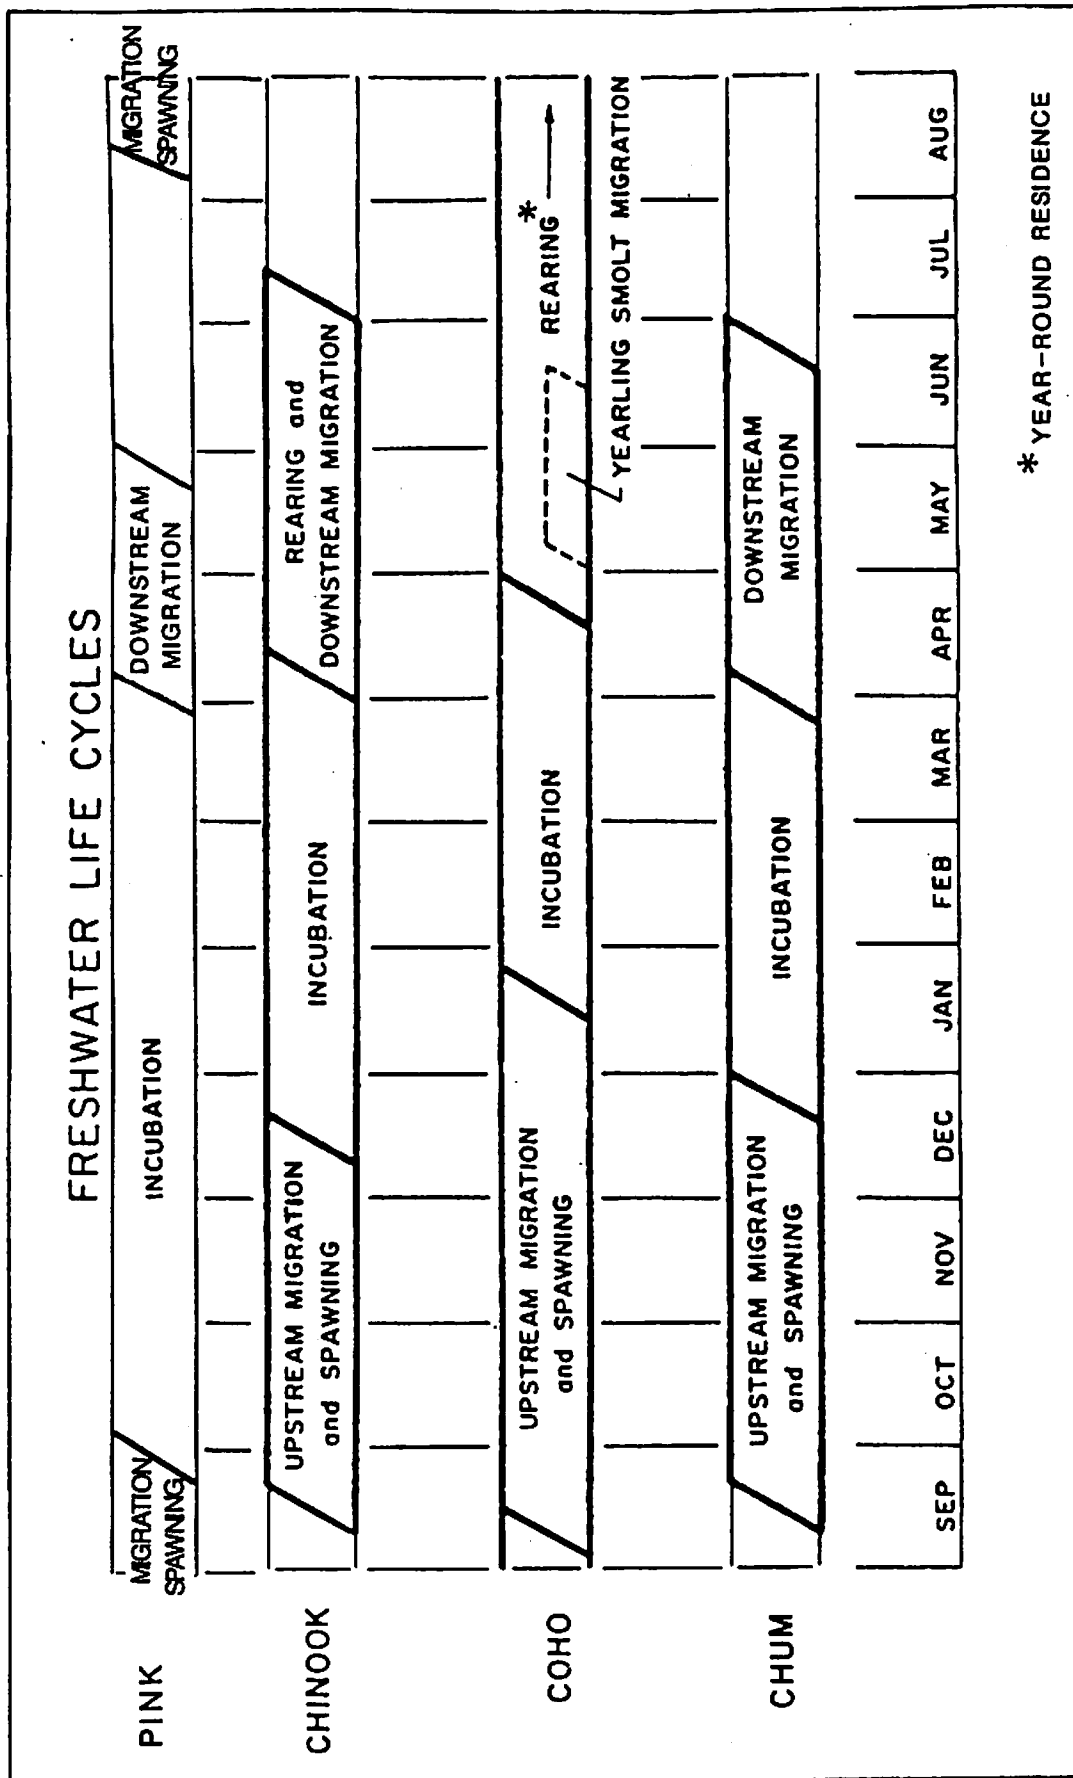 FRESHWATER LIFE CYCLES
PINK
MIGRATION
SPAWNING
INCUBATION
DOWNSTREAM
MIGRATION
MIGRATION
SPAWNING
CHINOOK
UPSTREAM MIGRATION
and SPAWNING
INCUBATION
REARING and
DOWNSTREAM MIGRATION
COHO
UPSTREAM MIGRATION
and SPAWNING
INCUBATION
REARING*
YEARLING SMOLT MIGRATION
CHUM
UPSTREAM MIGRATION
and SPAWNING
INCUBATION
DOWNSTREAM
MIGRATION
SEP OCT NOV DEC JAN FEB MAR APR MAY JUN JUL AUG
*YEAR-ROUND RESIDENCE